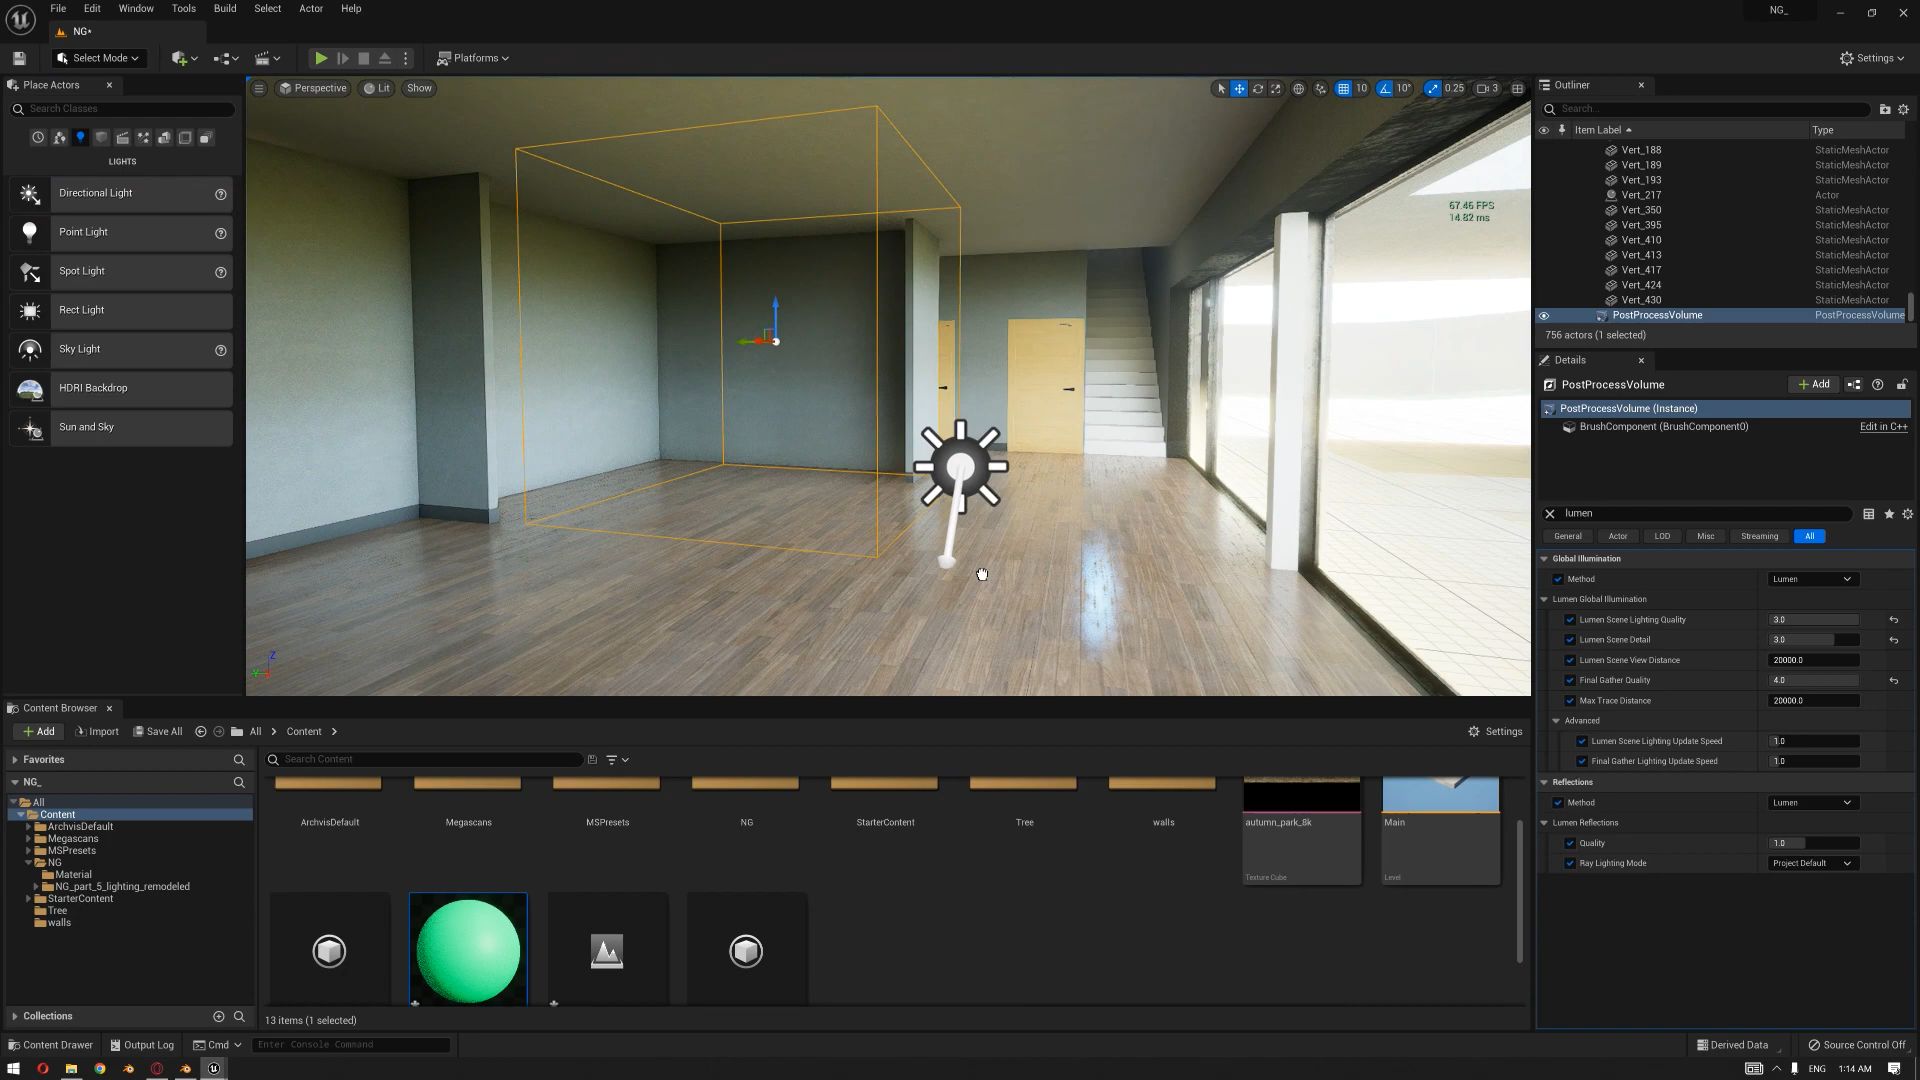 File Edit Window Tools Build Select Actor Help
NG_
NG*
Select Mode
Platforms
Settings
Place Actors
Search Classes
LIGHTS
Directional Light
Point Light
Spot Light
Rect Light
Sky Light
HDRI Backdrop
Sun and Sky
Perspective Lit Show
10 10° 0.25 3
67.46 FPS
14.82 ms
Z
Outliner
Search...
Item Label Type
Vert_188 StaticMeshActor
Vert_189 StaticMeshActor
Vert_193 StaticMeshActor
Vert_217 Actor
Vert_350 StaticMeshActor
Vert_395 StaticMeshActor
Vert_410 StaticMeshActor
Vert_413 StaticMeshActor
Vert_417 StaticMeshActor
Vert_424 StaticMeshActor
Vert_430 StaticMeshActor
PostProcessVolume PostProcessVolume
756 actors (1 selected)
Details
PostProcessVolume
Add
PostProcessVolume (Instance)
BrushComponent (BrushComponent0) Edit in C++
lumen
General Actor LOD Misc Streaming All
Global Illumination
Method Lumen
Lumen Global Illumination
Lumen Scene Lighting Quality 3.0
Lumen Scene Detail 3.0
Lumen Scene View Distance 20000.0
Final Gather Quality 4.0
Max Trace Distance 20000.0
Advanced
Lumen Scene Lighting Update Speed 1.0
Final Gather Lighting Update Speed 1.0
Reflections
Method Lumen
Lumen Reflections
Quality 1.0
Ray Lighting Mode Project Default
Content Browser
Add Import Save All All Content
Settings
Favorites
NG_
All
Content
ArchvisDefault
Megascans
MSPresets
NG
Material
NG_part_5_lighting_remodeled
StarterContent
Tree
walls
Collections
Search Content
ArchvisDefault Megascans MSPresets NG StarterContent Tree walls autumn_park_8k Main
Texture Cube Level
13 items (1 selected)
Content Drawer Output Log Cmd Enter Console Command
Derived Data Source Control Off
ENG 1:14 AM